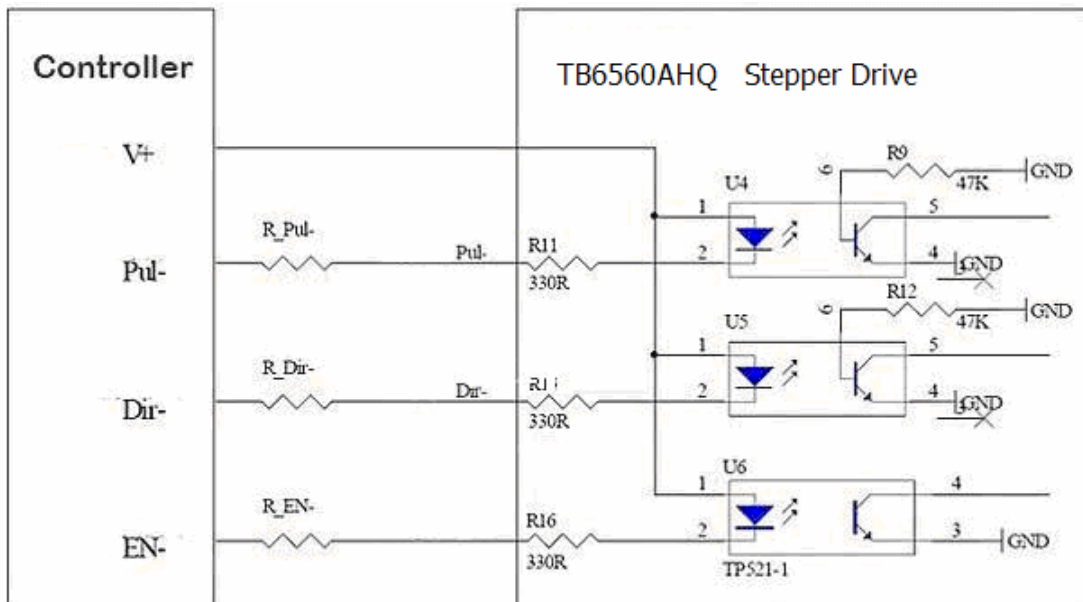 Controller
TB6560AHQ Stepper Drive
V+
R9
6
47K
GND
U4
1
5
R_Pul-
Pul-
R11
2
4
GND
Pul-
330R
R12
6
47K
GND
U5
1
5
R_Dir-
Dir-
2
4
GND
Dir-
330R
U6
1
4
R_EN-
R16
2
3
GND
EN-
330R
TP521-1